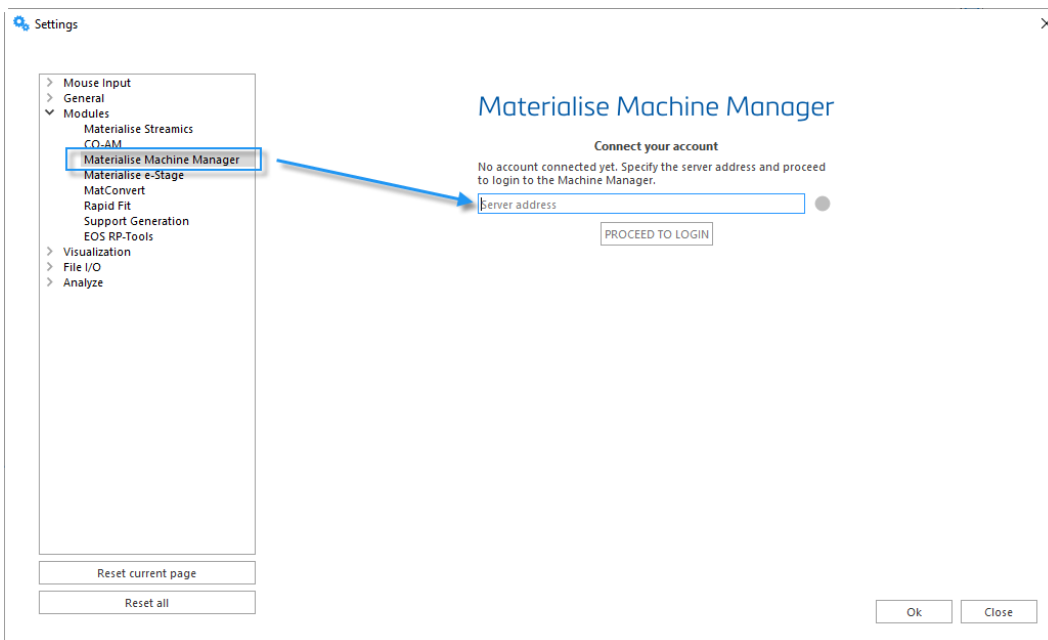 Settings
Mouse Input
General
Modules
Materialise Streamics
CO-AM
Materialise Machine Manager
Materialise e-Stage
MatConvert
Rapid Fit
Support Generation
EOS RP-Tools
Visualization
File I/O
Analyze
Reset current page
Reset all
Materialise Machine Manager
Connect your account
No account connected yet. Specify the server address and proceed
to login to the Machine Manager.
Server address
PROCEED TO LOGIN
Ok
Close